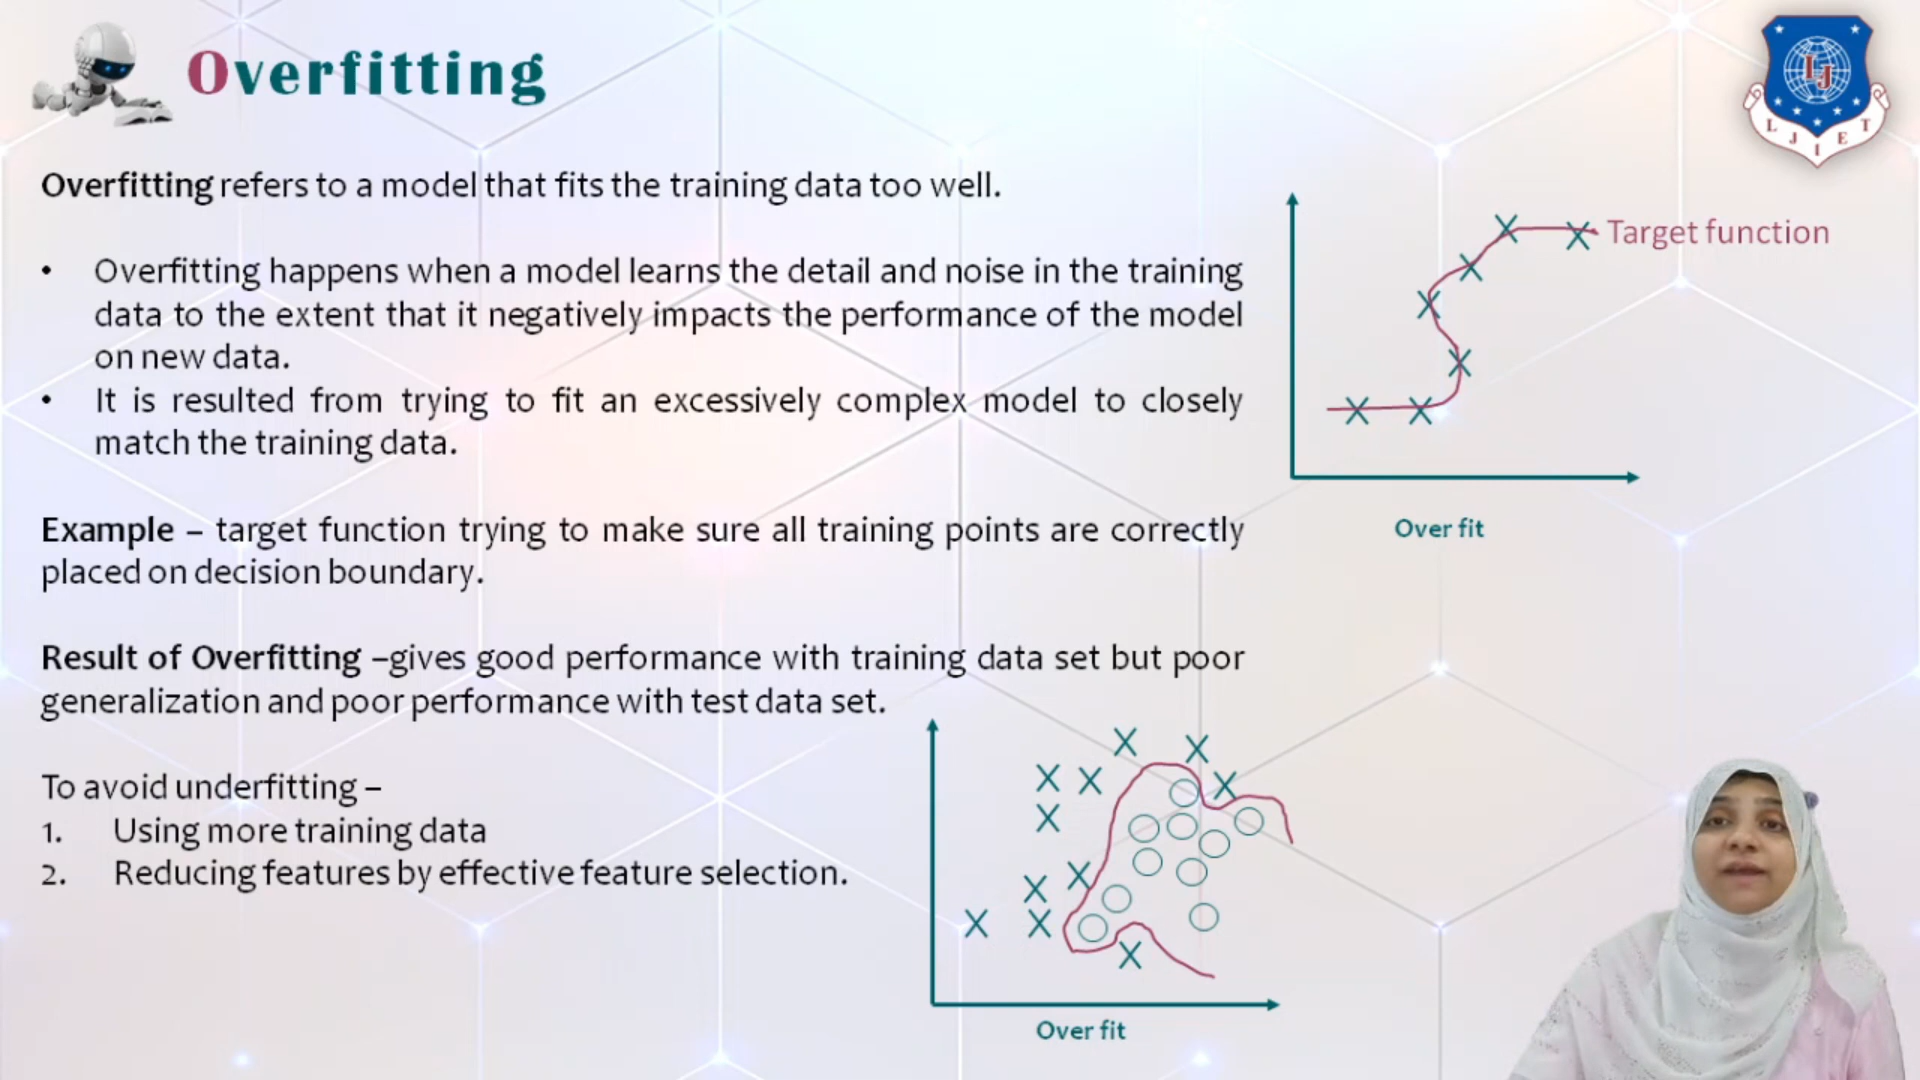 Overfitting
LJ
L J I E T
Overfitting refers to a model that fits the training data too well.
• Overfitting happens when a model learns the detail and noise in the training
data to the extent that it negatively impacts the performance of the model
on new data.
• It is resulted from trying to fit an excessively complex model to closely
match the training data.
Target function
Over fit
Example – target function trying to make sure all training points are correctly
placed on decision boundary.
Result of Overfitting –gives good performance with training data set but poor
generalization and poor performance with test data set.
To avoid underfitting –
1. Using more training data
2. Reducing features by effective feature selection.
Over fit